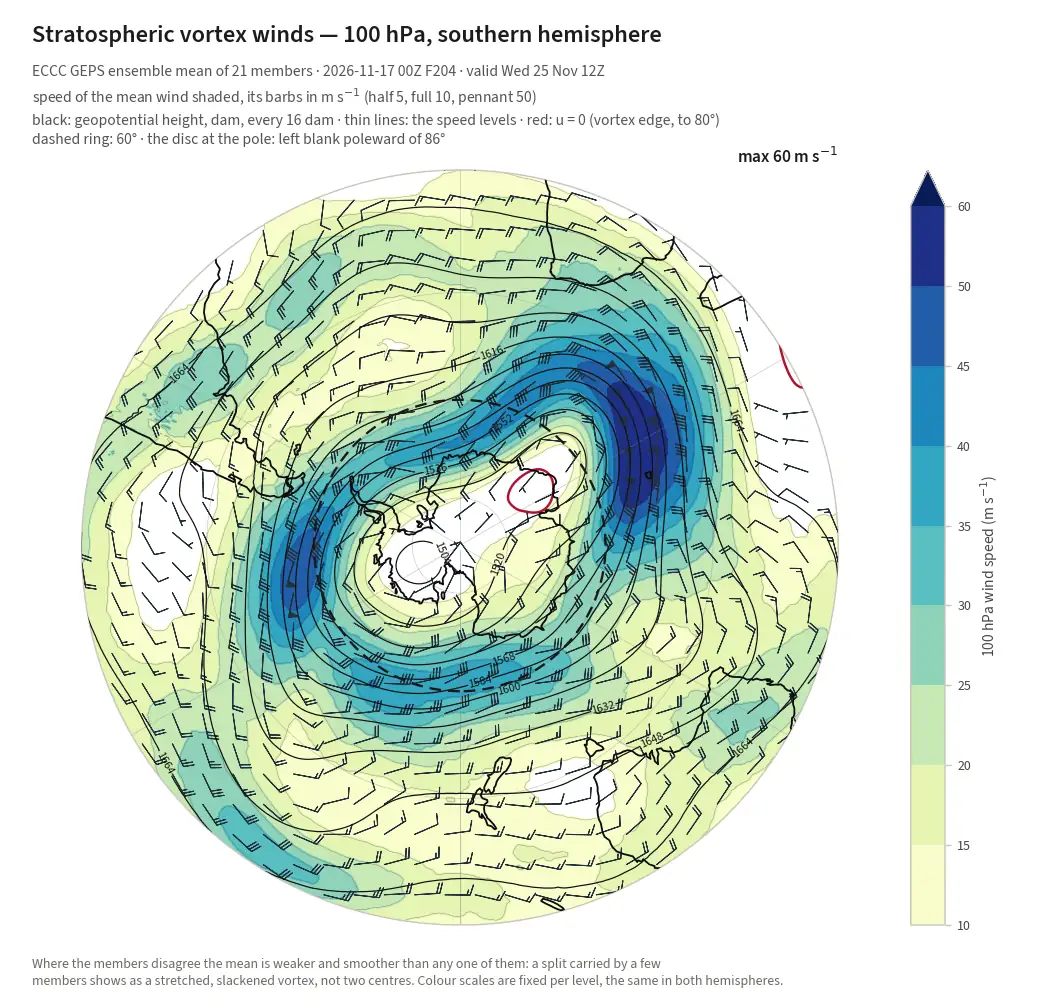 Stratospheric vortex winds — 100 hPa, southern hemisphere
ECCC GEPS ensemble mean of 21 members · 2026-11-17 00Z F204 · valid Wed 25 Nov 12Z
speed of the mean wind shaded, its barbs in m s⁻¹ (half 5, full 10, pennant 50)
black: geopotential height, dam, every 16 dam · thin lines: the speed levels · red: u = 0 (vortex edge, to 80°)
dashed ring: 60° · the disc at the pole: left blank poleward of 86°
max 60 m s⁻¹
60
50
45
40
35
30
25
20
15
10
100 hPa wind speed (m s⁻¹)
1616
1664
1552
1664
1536
1520
1568
1584
1600
1632
1648
1664
1664
Where the members disagree the mean is weaker and smoother than any one of them: a split carried by a few
members shows as a stretched, slackened vortex, not two centres. Colour scales are fixed per level, the same in both hemispheres.